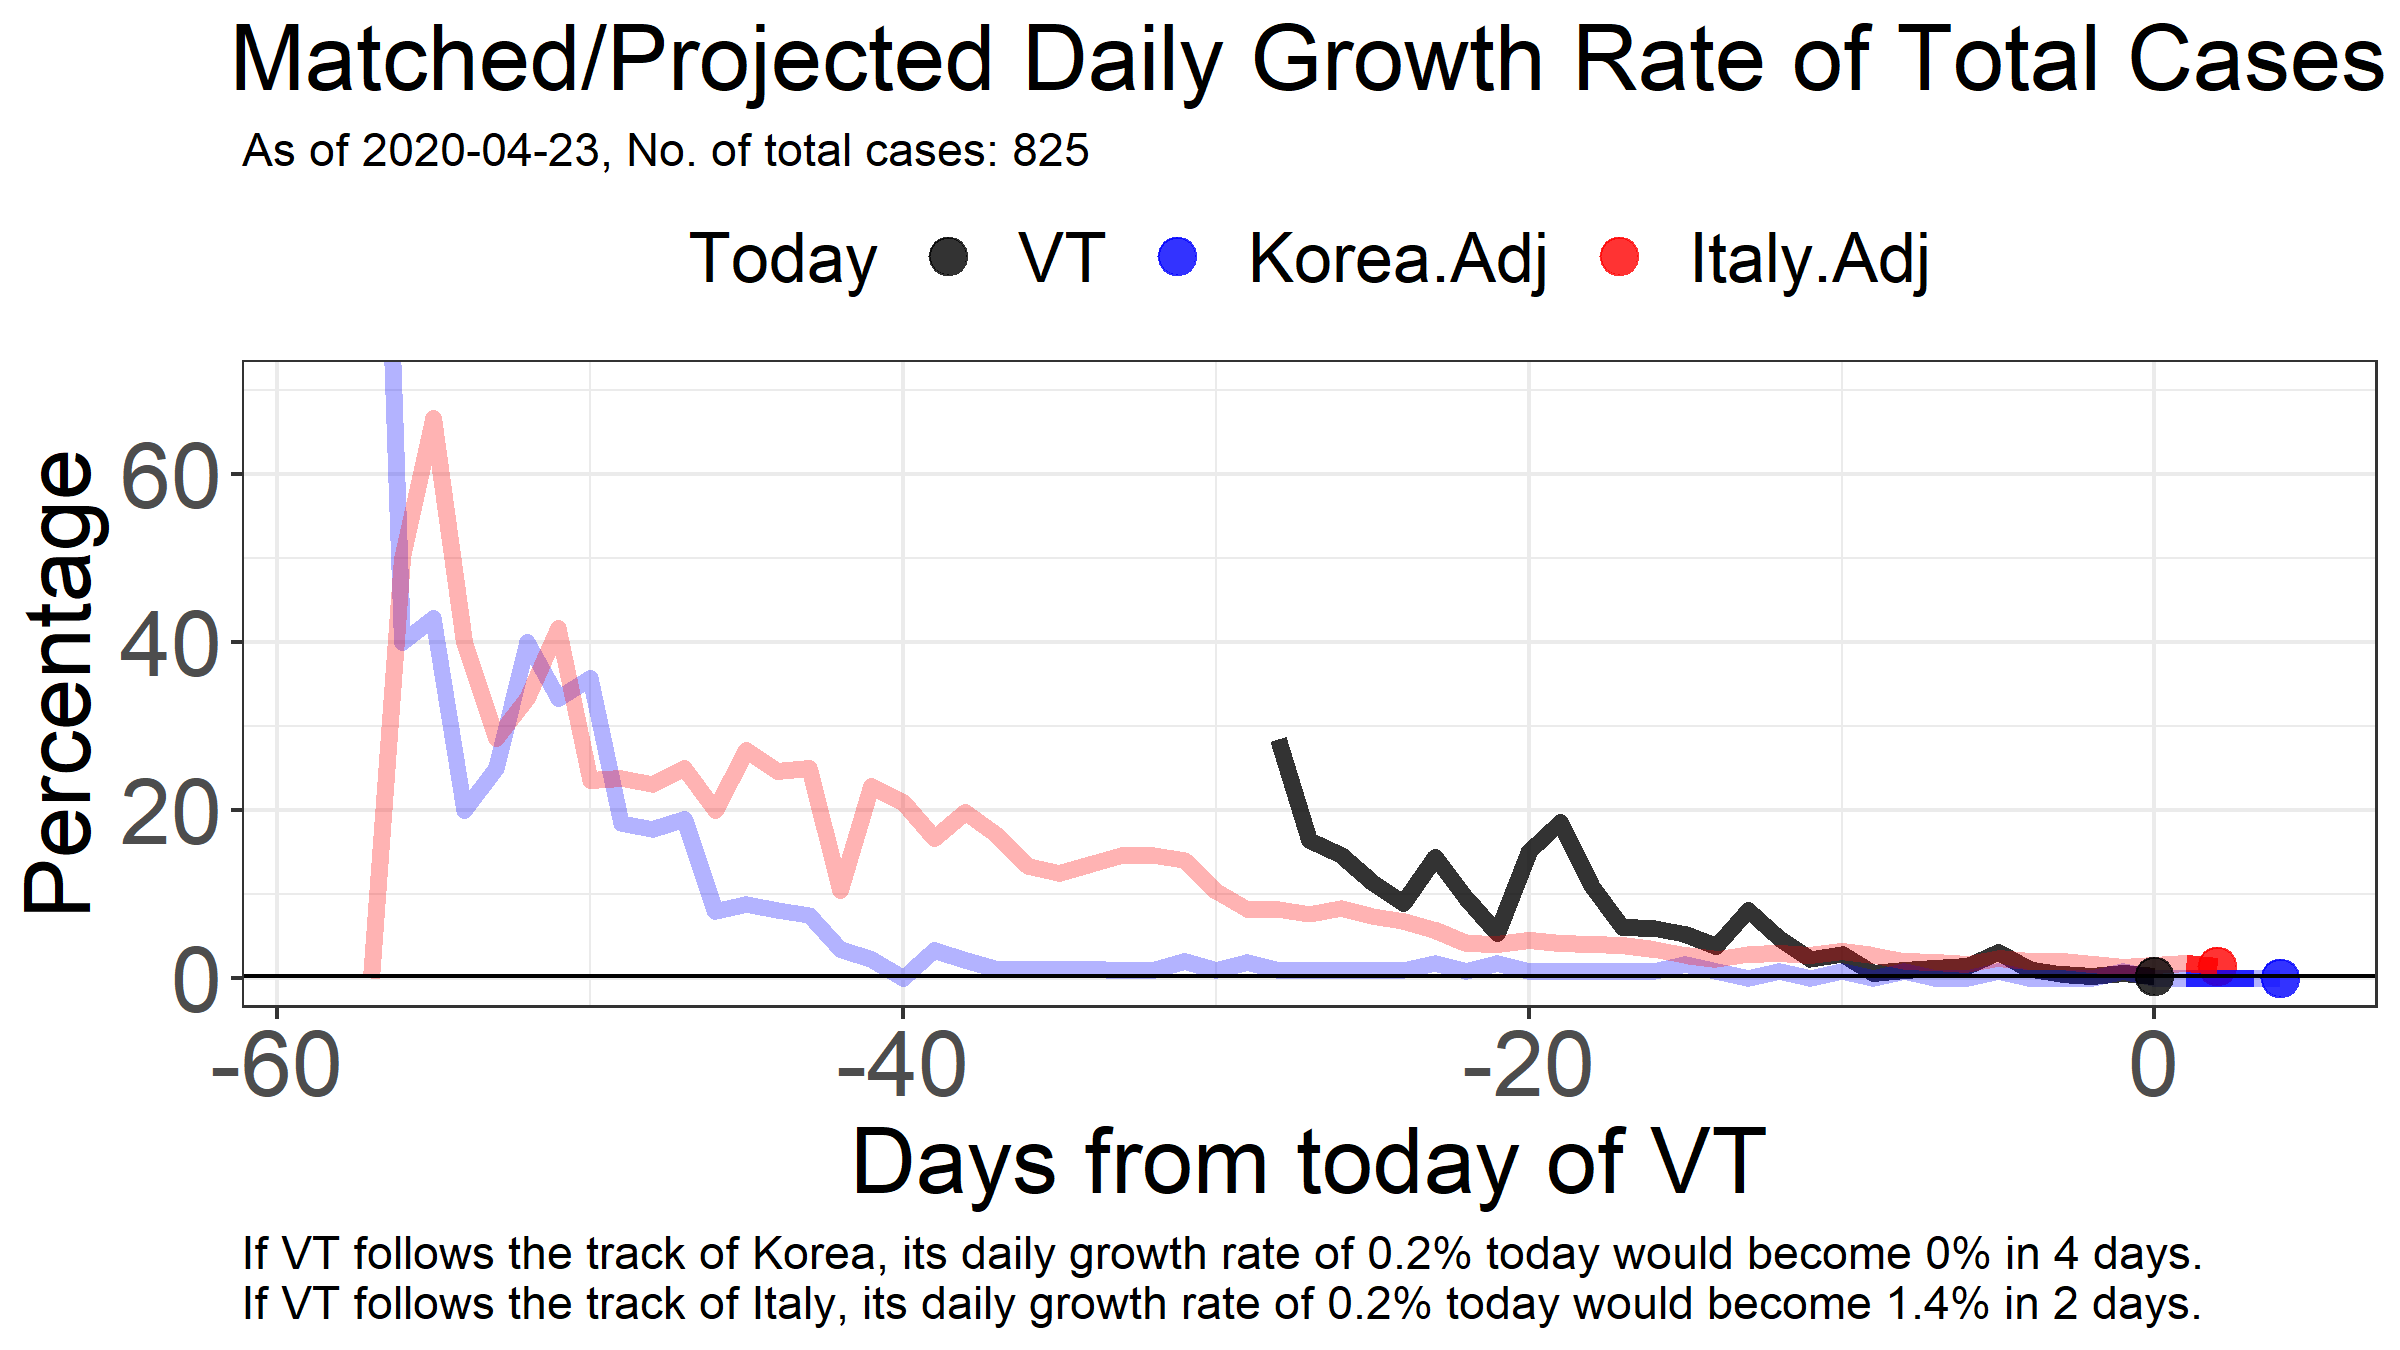 Matched/Projected Daily Growth Rate of Total Cases
As of 2020-04-23, No. of total cases: 825
Today VT Korea.Adj Italy.Adj
Percentage
60
40
20
0
-60 -40 -20 0
Days from today of VT
If VT follows the track of Korea, its daily growth rate of 0.2% today would become 0% in 4 days.
If VT follows the track of Italy, its daily growth rate of 0.2% today would become 1.4% in 2 days.